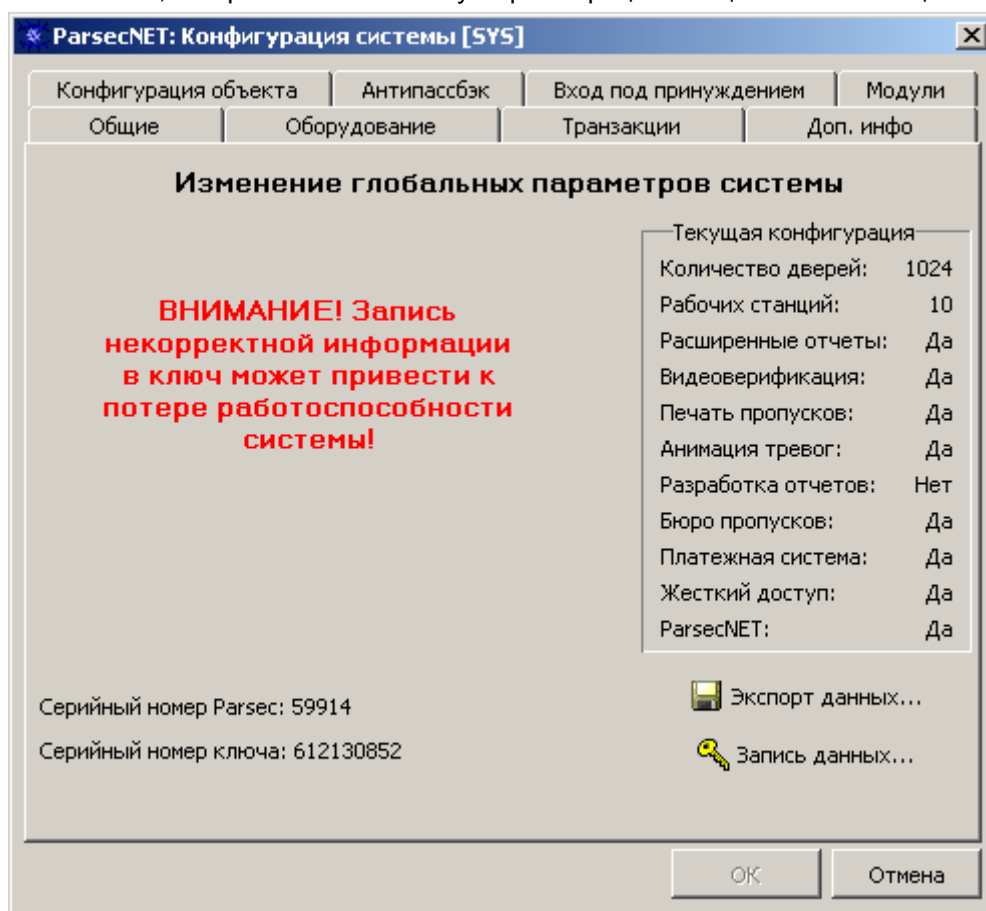 ParsecNET: Конфигурация системы [SYS]
Конфигурация объекта Антипассбэк Вход под принуждением Модули
Общие Оборудование Транзакции Доп. инфо
Изменение глобальных параметров системы
ВНИМАНИЕ! Запись
некорректной информации
в ключ может привести к
потере работоспособности
системы!
Текущая конфигурация
Количество дверей: 1024
Рабочих станций: 10
Расширенные отчеты: Да
Видеоверификация: Да
Печать пропусков: Да
Анимация тревог: Да
Разработка отчетов: Нет
Бюро пропусков: Да
Платежная система: Да
Жесткий доступ: Да
ParsecNET: Да
Серийный номер Parsec: 59914
Серийный номер ключа: 612130852
Экспорт данных...
Запись данных...
OK Отмена